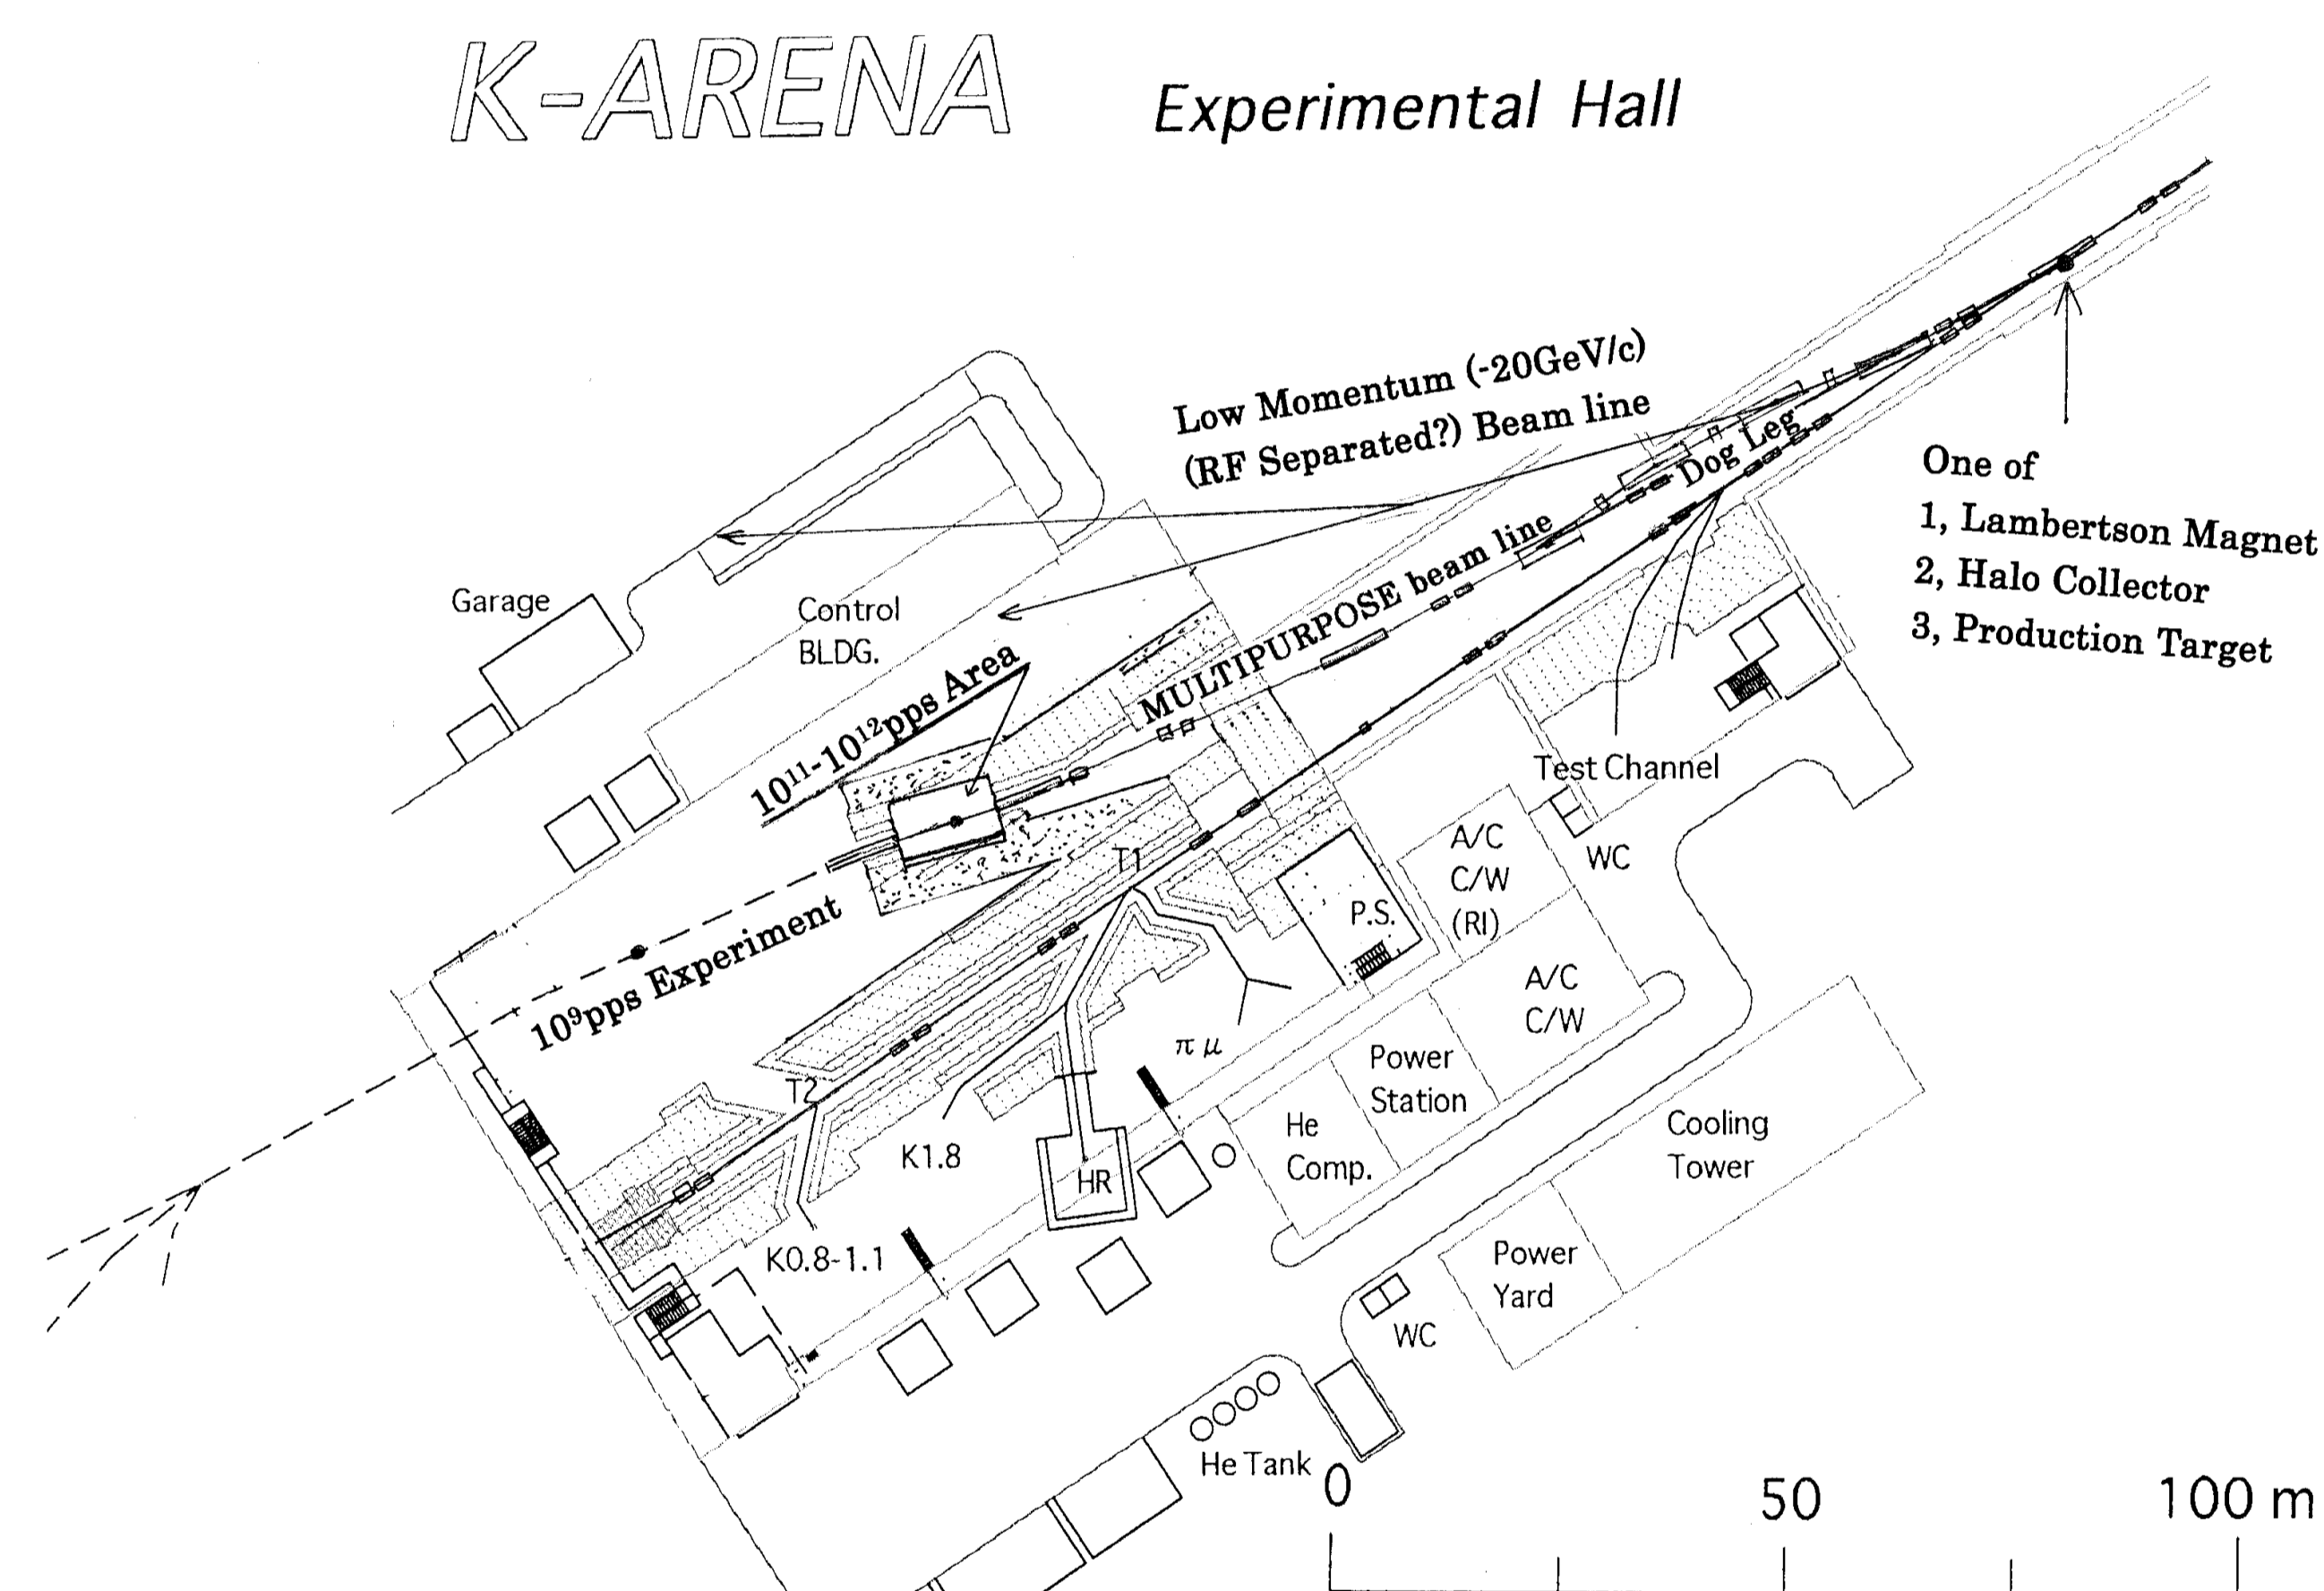 K-ARENA Experimental Hall
Low Momentum (-20GeV/c)
(RF Separated?) Beam line
Dog Leg
One of
1, Lambertson Magnet
2, Halo Collector
3, Production Target
MULTIPURPOSE beam line
Garage
Control
BLDG.
10¹¹-10¹²pps Area
Test Channel
T1
A/C
C/W
(RI)
WC
P.S.
10⁹pps Experiment
A/C
C/W
π μ
Power
Station
T2
K1.8
HR
He
Comp.
Cooling
Tower
K0.8-1.1
Power
Yard
WC
He Tank
0 50 100 m